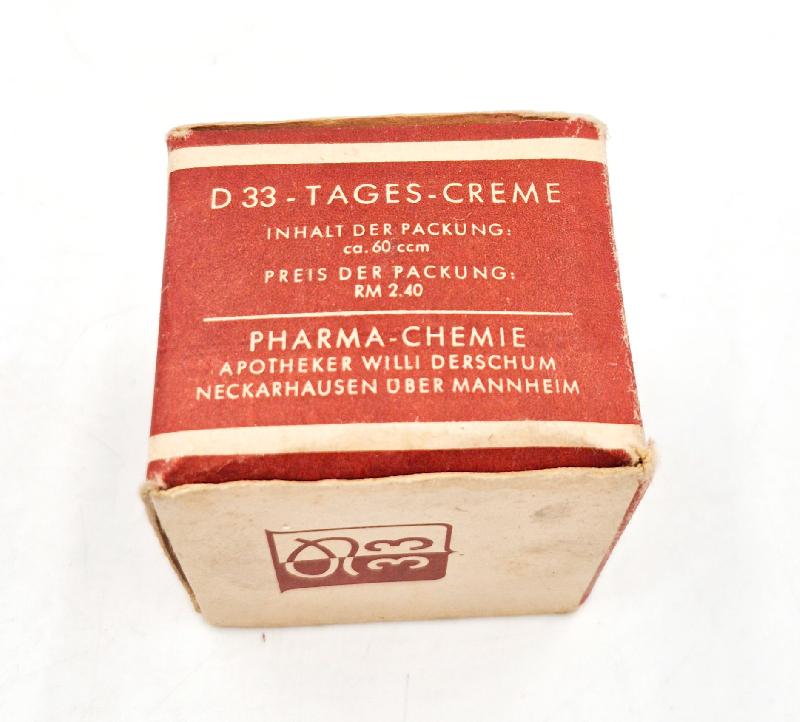 D 33 - TAGES-CREME
INHALT DER PACKUNG:
ca. 60 ccm
PREIS DER PACKUNG:
RM 2.40
PHARMA-CHEMIE
APOTHEKER WILLI DERSCHUM
NECKARHAUSEN ÜBER MANNHEIM
D 33